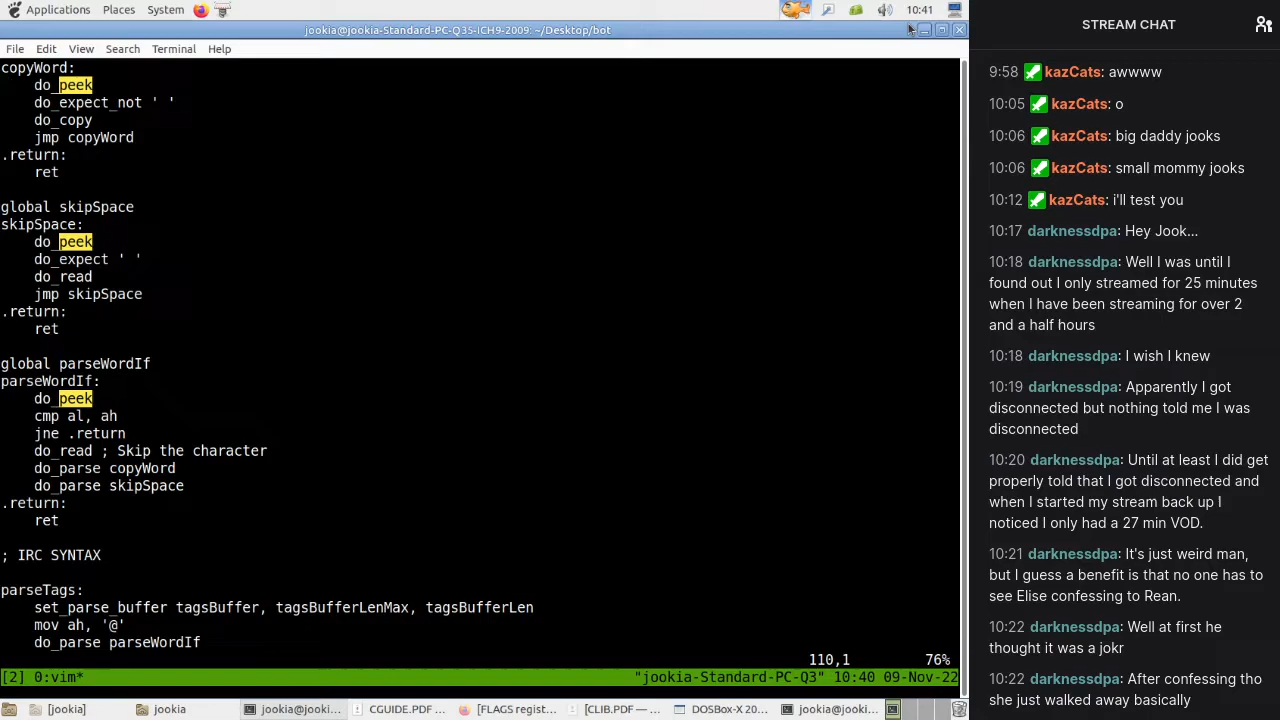 Applications Places System 10:41
jookia@jookia-Standard-PC-Q35-ICH9-2009: ~/Desktop/bot
File Edit View Search Terminal Help
copyWord:
do_peek
do_expect_not ' '
do_copy
jmp copyWord
.return:
ret
global skipSpace
skipSpace:
do_peek
do_expect ' '
do_read
jmp skipSpace
.return:
ret
global parseWordIf
parseWordIf:
do_peek
cmp al, ah
jne .return
do_read ; Skip the character
do_parse copyWord
do_parse skipSpace
.return:
ret
; IRC SYNTAX
parseTags:
set_parse_buffer tagsBuffer, tagsBufferLenMax, tagsBufferLen
mov ah, '@'
do_parse parseWordIf
110,1 76%
[2] 0:vim* "jookia-Standard-PC-Q3" 10:40 09-Nov-22
[jookia] jookia jookia@jooki... CGUIDE.PDF ... [FLAGS regist... [CLIB.PDF —... DOSBox-X 20... jookia@jooki...
STREAM CHAT
9:58 kazCats: awwww
10:05 kazCats: o
10:06 kazCats: big daddy jooks
10:06 kazCats: small mommy jooks
10:12 kazCats: i'll test you
10:17 darknessdpa: Hey Jook...
10:18 darknessdpa: Well I was until I
found out I only streamed for 25 minutes
when I have been streaming for over 2
and a half hours
10:18 darknessdpa: I wish I knew
10:19 darknessdpa: Apparently I got
disconnected but nothing told me I was
disconnected
10:20 darknessdpa: Until at least I did get
properly told that I got disconnected and
when I started my stream back up I
noticed I only had a 27 min VOD.
10:21 darknessdpa: It's just weird man,
but I guess a benefit is that no one has to
see Elise confessing to Rean.
10:22 darknessdpa: Well at first he
thought it was a jokr
10:22 darknessdpa: After confessing tho
she just walked away basically